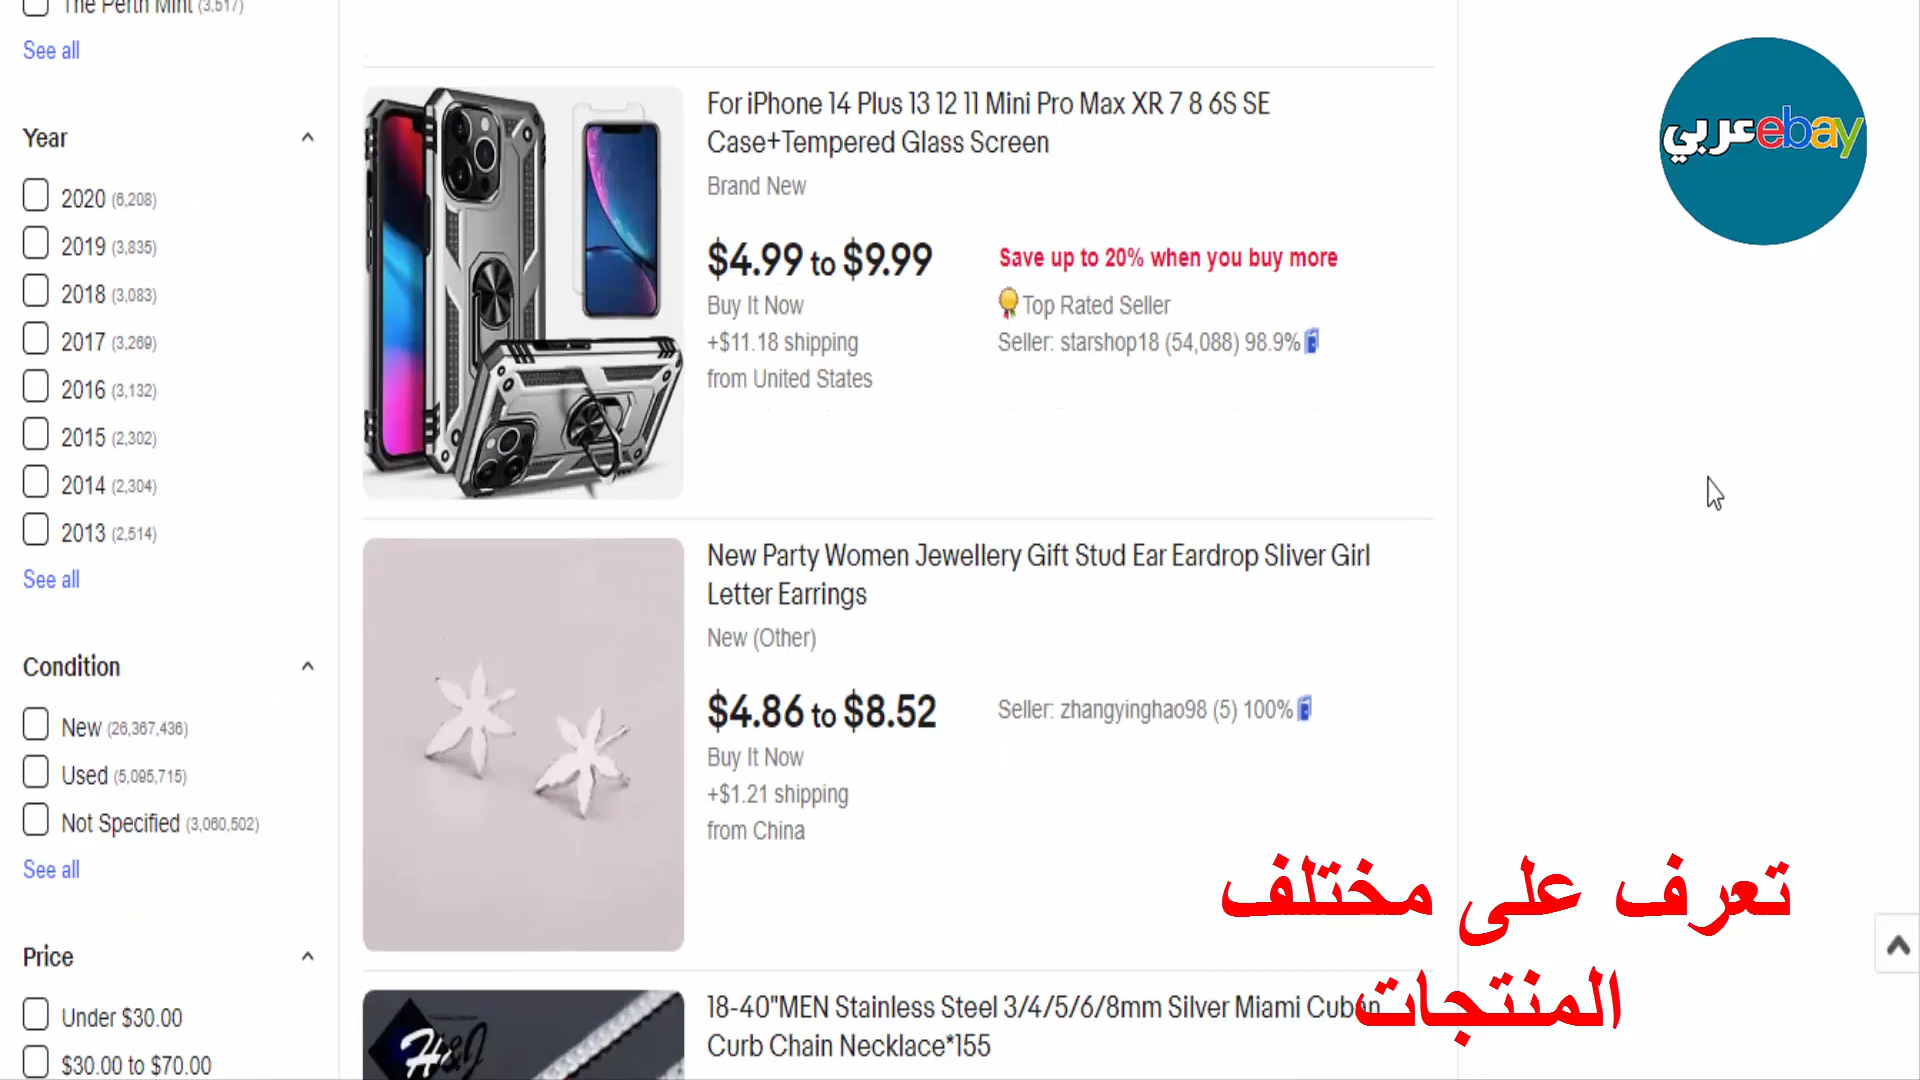 The Perth Mint (3,517)
See all
Year
2020 (6,208)
2019 (3,835)
2018 (3,083)
2017 (3,269)
2016 (3,132)
2015 (2,302)
2014 (2,304)
2013 (2,514)
See all
Condition
New (26,367,436)
Used (5,095,715)
Not Specified (3,060,502)
See all
Price
Under $30.00
$30.00 to $70.00
For iPhone 14 Plus 13 12 11 Mini Pro Max XR 7 8 6S SE
Case+Tempered Glass Screen
Brand New
$4.99 to $9.99
Buy It Now
+$11.18 shipping
from United States
Save up to 20% when you buy more
Top Rated Seller
Seller: starshop18 (54,088) 98.9%
New Party Women Jewellery Gift Stud Ear Eardrop Sliver Girl
Letter Earrings
New (Other)
$4.86 to $8.52
Buy It Now
+$1.21 shipping
from China
Seller: zhangyinghao98 (5) 100%
18-40"MEN Stainless Steel 3/4/5/6/8mm Silver Miami Cuban
Curb Chain Necklace*155
H&J
عربي ebay
تعرف على مختلف
المنتجات